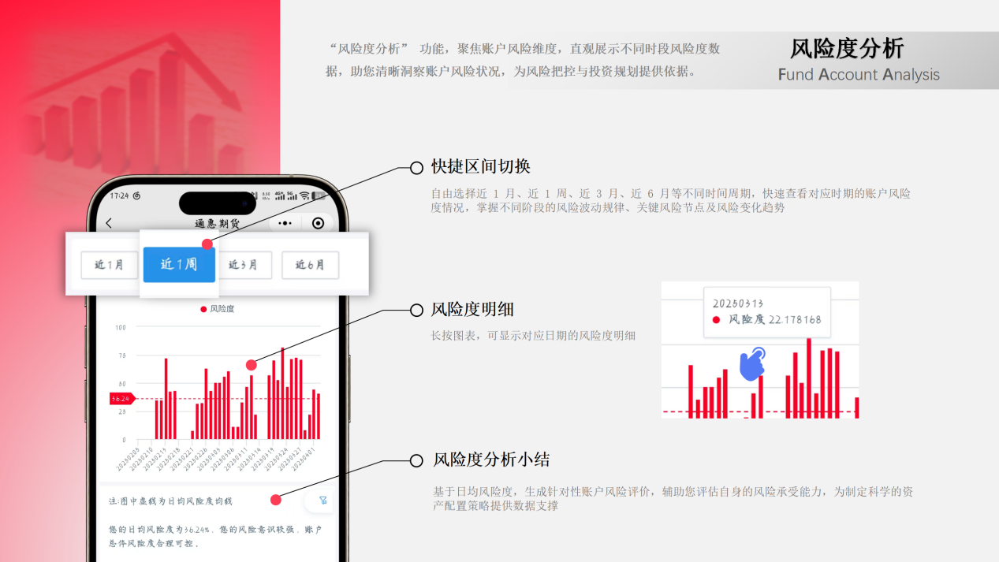 “风险度分析” 功能，聚焦账户风险维度，直观展示不同时段风险度数
据，助您清晰洞察账户风险状况，为风险把控与投资规划提供依据。
风险度分析
Fund Account Analysis
快捷区间切换
自由选择近 1 月、近 1 周、近 3 月、近 6 月等不同时间周期，快速查看对应时期的账户风险
度情况，掌握不同阶段的风险波动规律、关键风险节点及风险变化趋势
17:24
通惠期货
近1月
近1周
近3月
近6月
风险度
100
75
50
36.24
25
0
风险度明细
长按图表，可显示对应日期的风险度明细
20250313
风险度 22.178168
风险度分析小结
基于日均风险度，生成针对性账户风险评价，辅助您评估自身的风险承受能力，为制定科学的资
产配置策略提供数据支撑
注:图中虚线为日均风险度均线
您的日均风险度为36.24%，您的风险意识较强，账户
总体风险度合理可控。